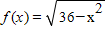 f(x) = √(36−x²)